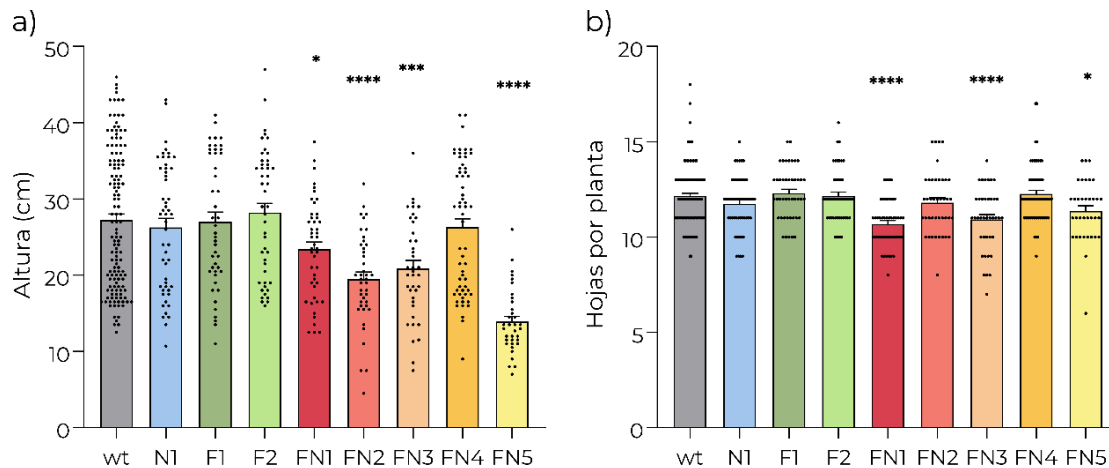 a)
Altura (cm)
50
40
30
20
10
0
* **** *** ****
wt N1 F1 F2 FN1 FN2 FN3 FN4 FN5
b)
Hojas por planta
20
15
10
5
0
**** **** *
wt N1 F1 F2 FN1 FN2 FN3 FN4 FN5